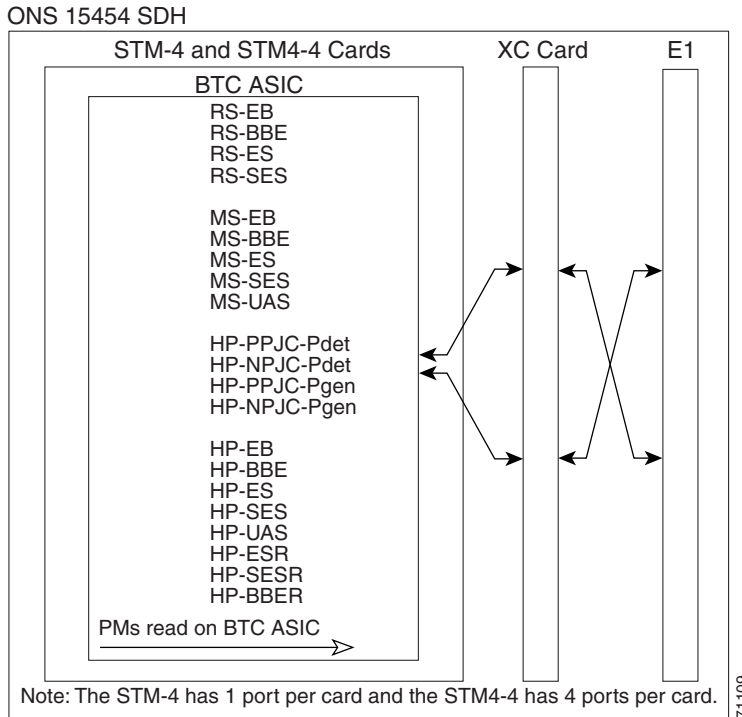 ONS 15454 SDH
STM-4 and STM4-4 Cards
XC Card
E1
BTC ASIC
RS-EB
RS-BBE
RS-ES
RS-SES
MS-EB
MS-BBE
MS-ES
MS-SES
MS-UAS
HP-PPJC-Pdet
HP-NPJC-Pdet
HP-PPJC-Pgen
HP-NPJC-Pgen
HP-EB
HP-BBE
HP-ES
HP-SES
HP-UAS
HP-ESR
HP-SESR
HP-BBER
PMs read on BTC ASIC
Note: The STM-4 has 1 port per card and the STM4-4 has 4 ports per card.
71109